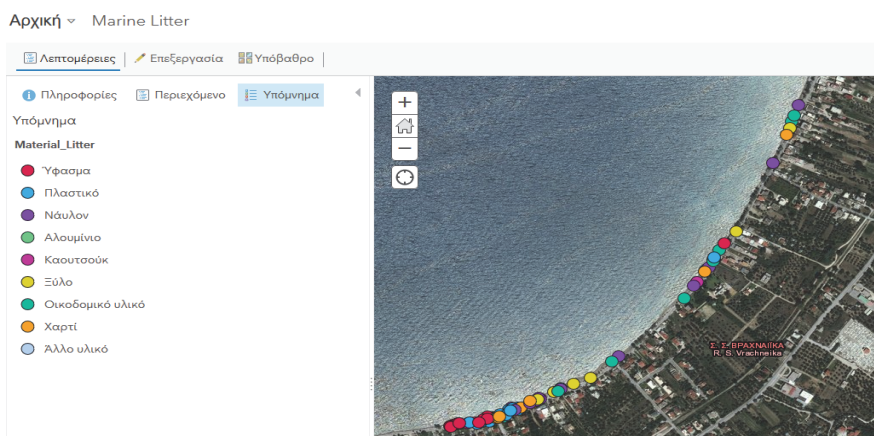 Αρχική Marine Litter
Λεπτομέρειες Επεξεργασία Υπόβαθρο
Πληροφορίες Περιεχόμενο Υπόμνημα
Υπόμνημα
Material_Litter
Ύφασμα
Πλαστικό
Νάυλον
Αλουμίνιο
Καουτσούκ
Ξύλο
Οικοδομικό υλικό
Χαρτί
Άλλο υλικό
Σ. Σ. ΒΡΑΧΝΑΙΪΚΑ
R. S. Vrachneika